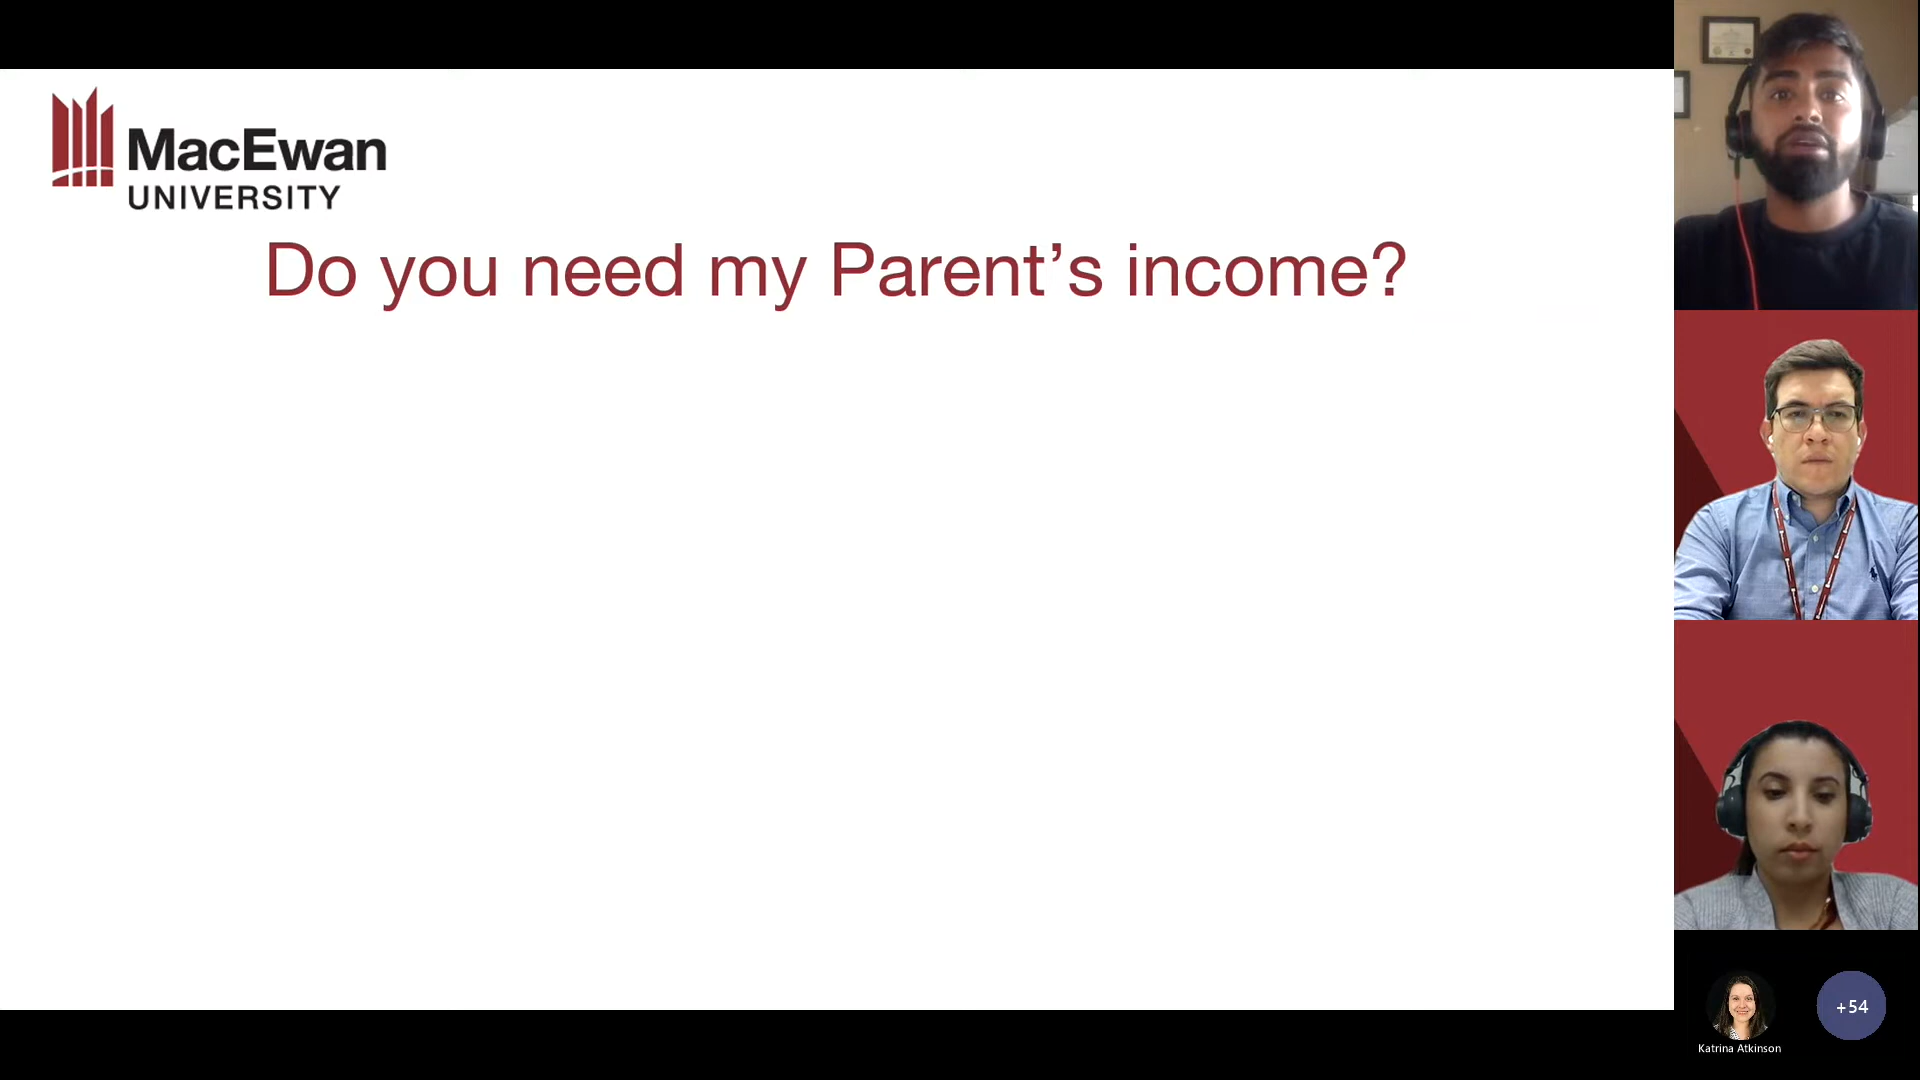 MacEwan
UNIVERSITY
Do you need my Parent’s income?
+54
Katrina Atkinson